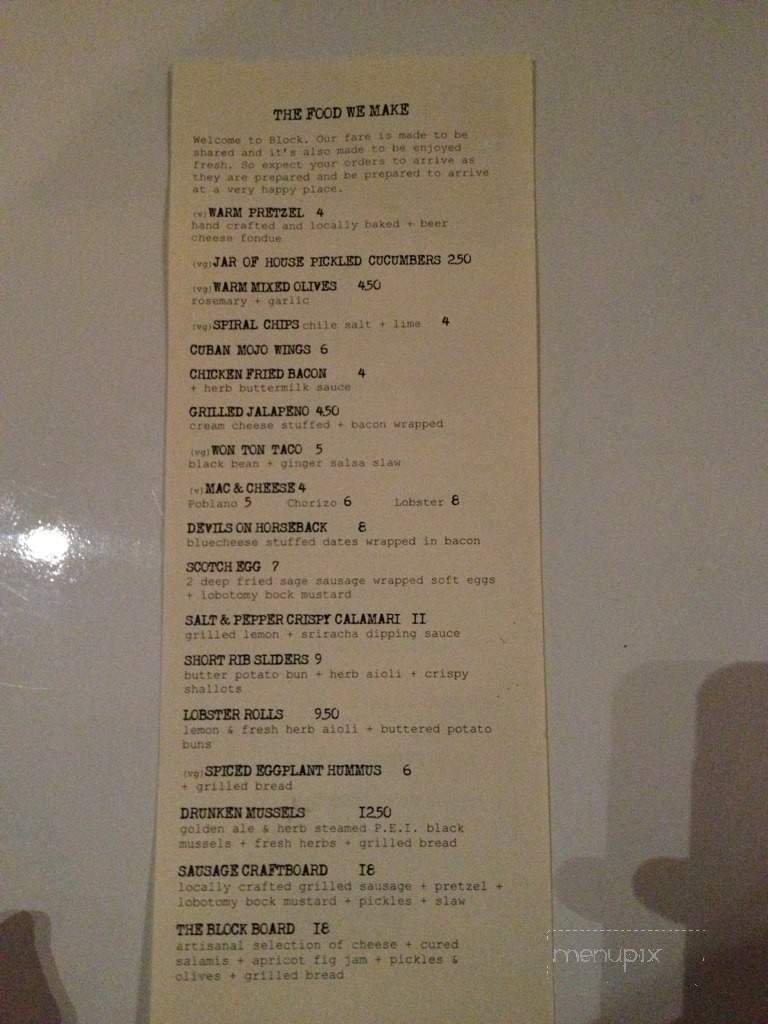 THE FOOD WE MAKE
Welcome to Block. Our fare is made to be
shared and it's also made to be enjoyed
fresh. So expect your orders to arrive as
they are prepared and be prepared to arrive
at a very happy place.
(v)WARM PRETZEL 4
hand crafted and locally baked + beer
cheese fondue
(vg)JAR OF HOUSE PICKLED CUCUMBERS 2.50
(vg)WARM MIXED OLIVES 4.50
rosemary + garlic
(vg)SPIRAL CHIPS chile salt + lime 4
CUBAN MOJO WINGS 6
CHICKEN FRIED BACON 4
+ herb buttermilk sauce
GRILLED JALAPENO 4.50
cream cheese stuffed + bacon wrapped
(vg)WON TON TACO 5
black bean + ginger salsa slaw
(v)MAC & CHEESE 4
Poblano 5 Chorizo 6 Lobster 8
DEVILS ON HORSEBACK 8
bluecheese stuffed dates wrapped in bacon
SCOTCH EGG 7
2 deep fried sage sausage wrapped soft eggs
+ lobotomy bock mustard
SALT & PEPPER CRISPY CALAMARI 11
grilled lemon + sriracha dipping sauce
SHORT RIB SLIDERS 9
butter potato bun + herb aioli + crispy
shallots
LOBSTER ROLLS 9.50
lemon & fresh herb aioli + buttered potato
buns
(vg)SPICED EGGPLANT HUMMUS 6
+ grilled bread
DRUNKEN MUSSELS 12.50
golden ale & herb steamed P.E.I. black
mussels + fresh herbs + grilled bread
SAUSAGE CRAFTBOARD 18
locally crafted grilled sausage + pretzel +
lobotomy bock mustard + pickles + slaw
THE BLOCK BOARD 18
artisanal selection of cheese + cured
salamis + apricot fig jam + pickles &
olives + grilled bread
menupix